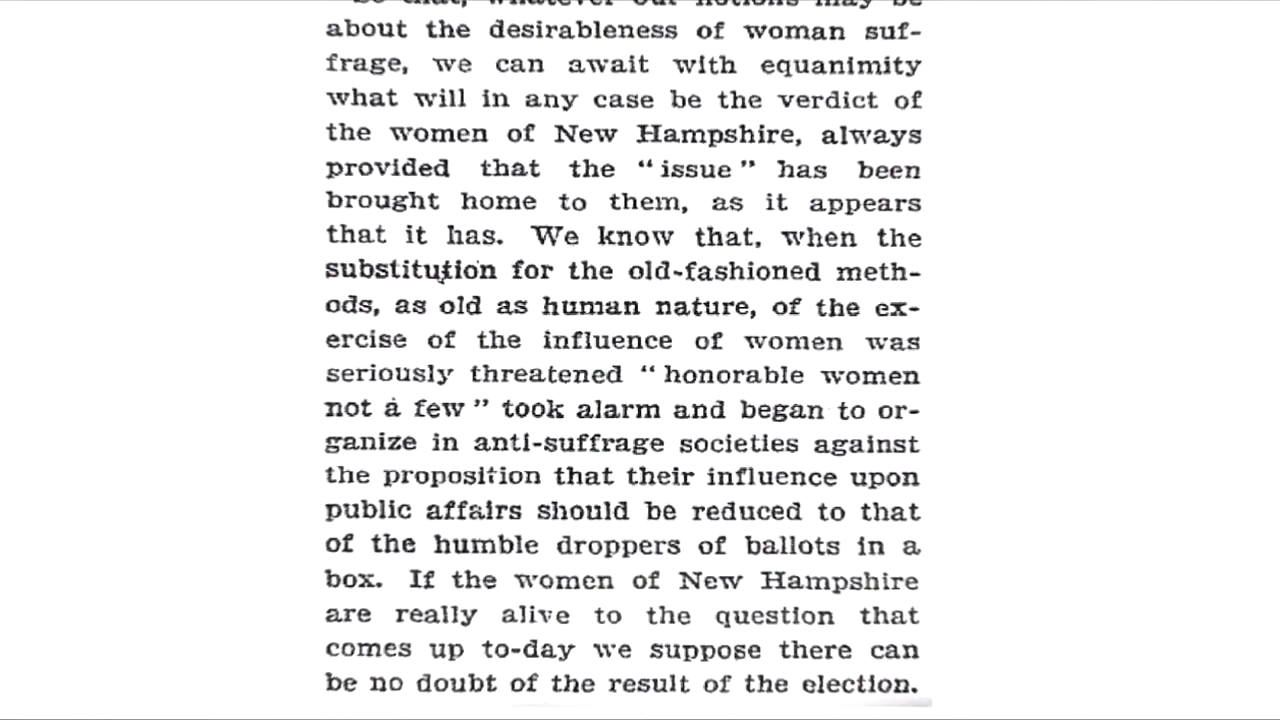 be that, whatever our notions may be
about the desirableness of woman suf-
frage, we can await with equanimity
what will in any case be the verdict of
the women of New Hampshire, always
provided that the “issue” has been
brought home to them, as it appears
that it has. We know that, when the
substitution for the old-fashioned meth-
ods, as old as human nature, of the ex-
ercise of the influence of women was
seriously threatened “honorable women
not a few” took alarm and began to or-
ganize in anti-suffrage societies against
the proposition that their influence upon
public affairs should be reduced to that
of the humble droppers of ballots in a
box. If the women of New Hampshire
are really alive to the question that
comes up to-day we suppose there can
be no doubt of the result of the election.